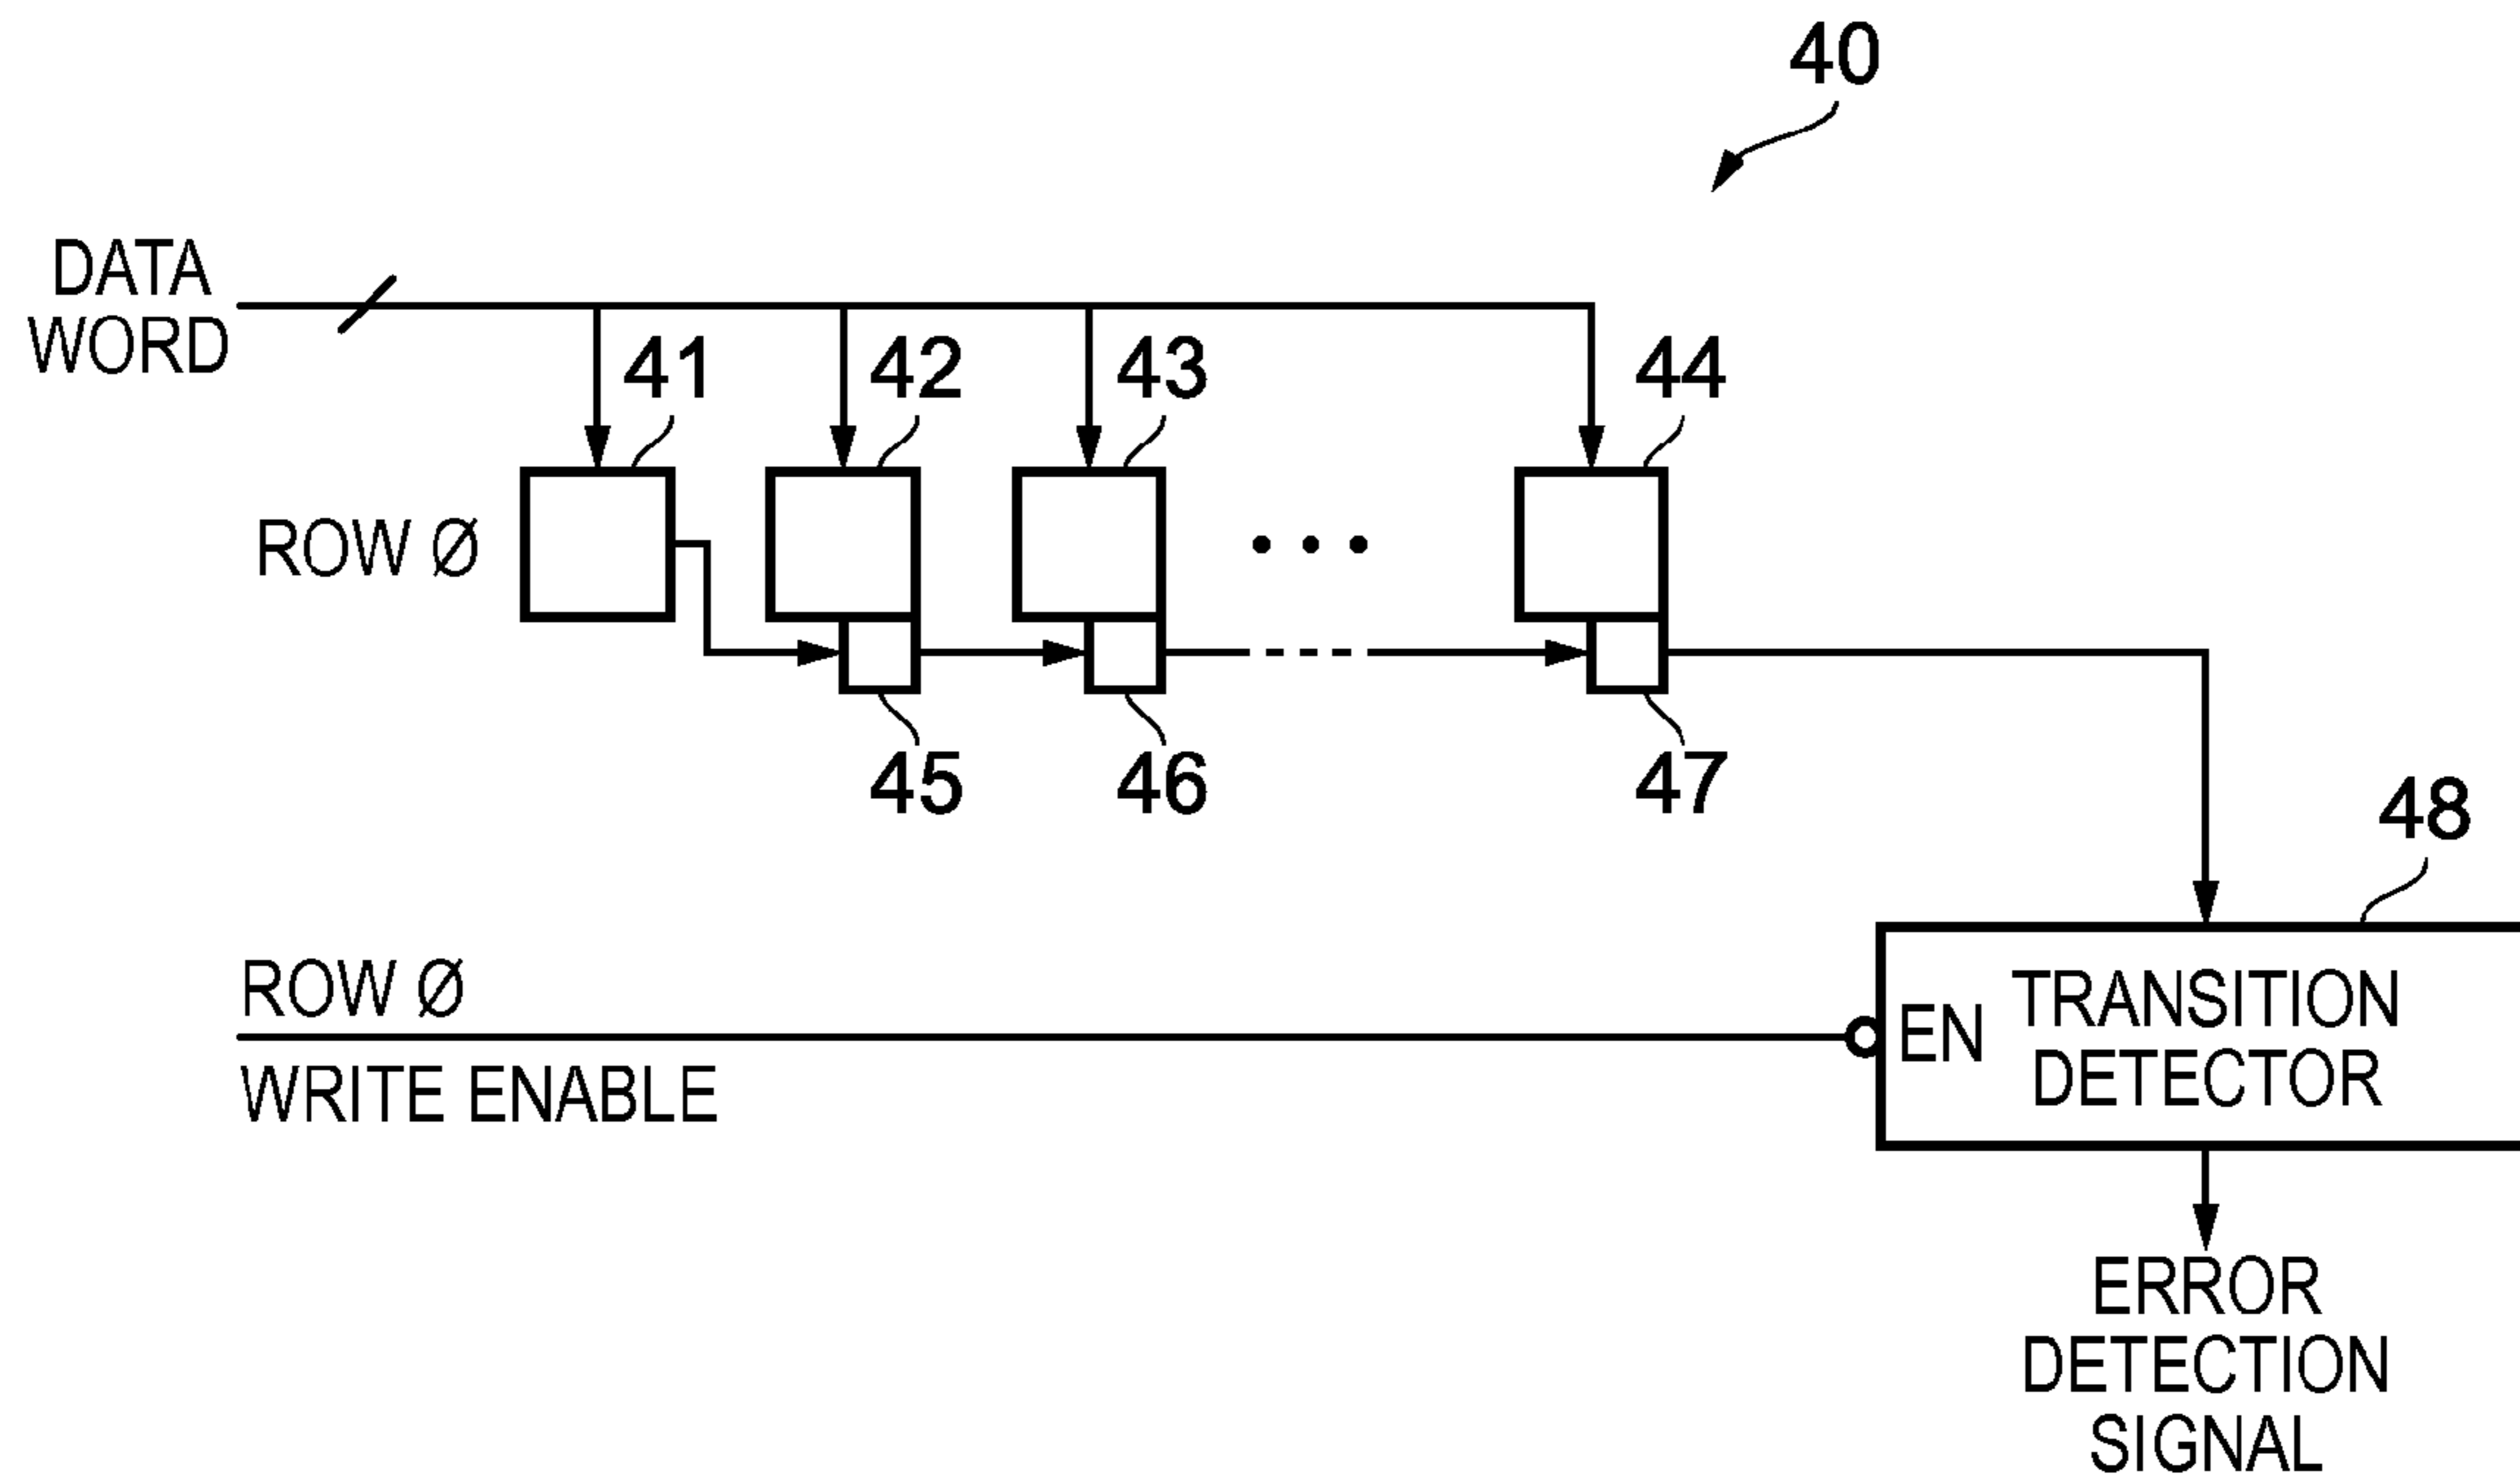 40
DATA
WORD
41
42
43
44
ROW Ø
45
46
47
48
ROW Ø
WRITE ENABLE
EN
TRANSITION
DETECTOR
ERROR
DETECTION
SIGNAL